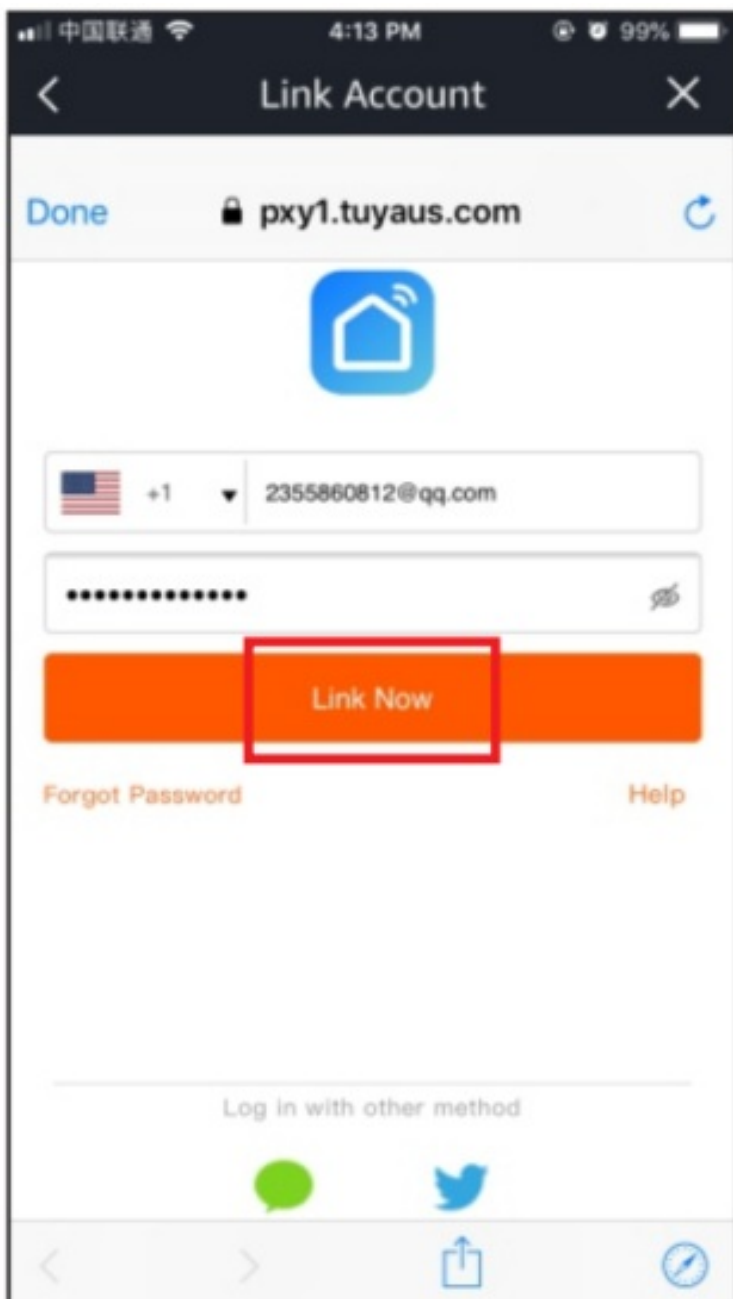 中国联通 4:13 PM 99%
Link Account
Done pxy1.tuyaus.com
+1 2355860812@qq.com
•••••••••••••
Link Now
Forgot Password Help
Log in with other method